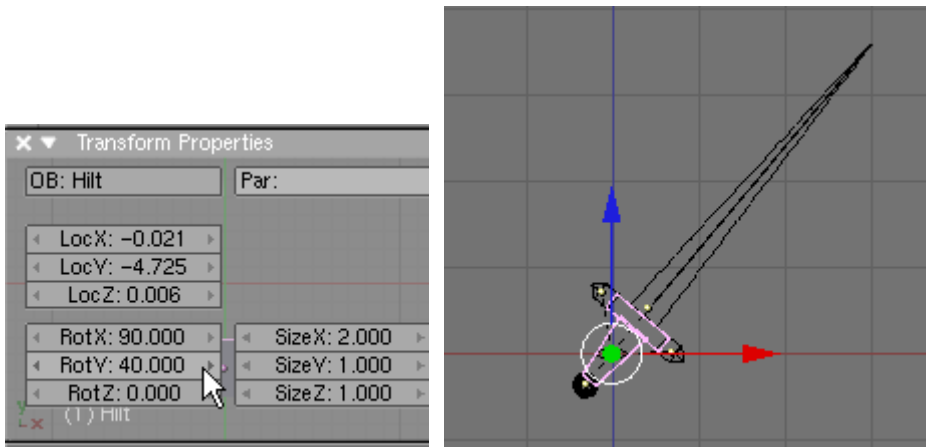 Transform Properties
OB: Hilt
Par:
LocX: -0.021
LocY: -4.725
LocZ: 0.006
RotX: 90.000
SizeX: 2.000
RotY: 40.000
SizeY: 1.000
RotZ: 0.000
SizeZ: 1.000
y
x
(1) Hilt